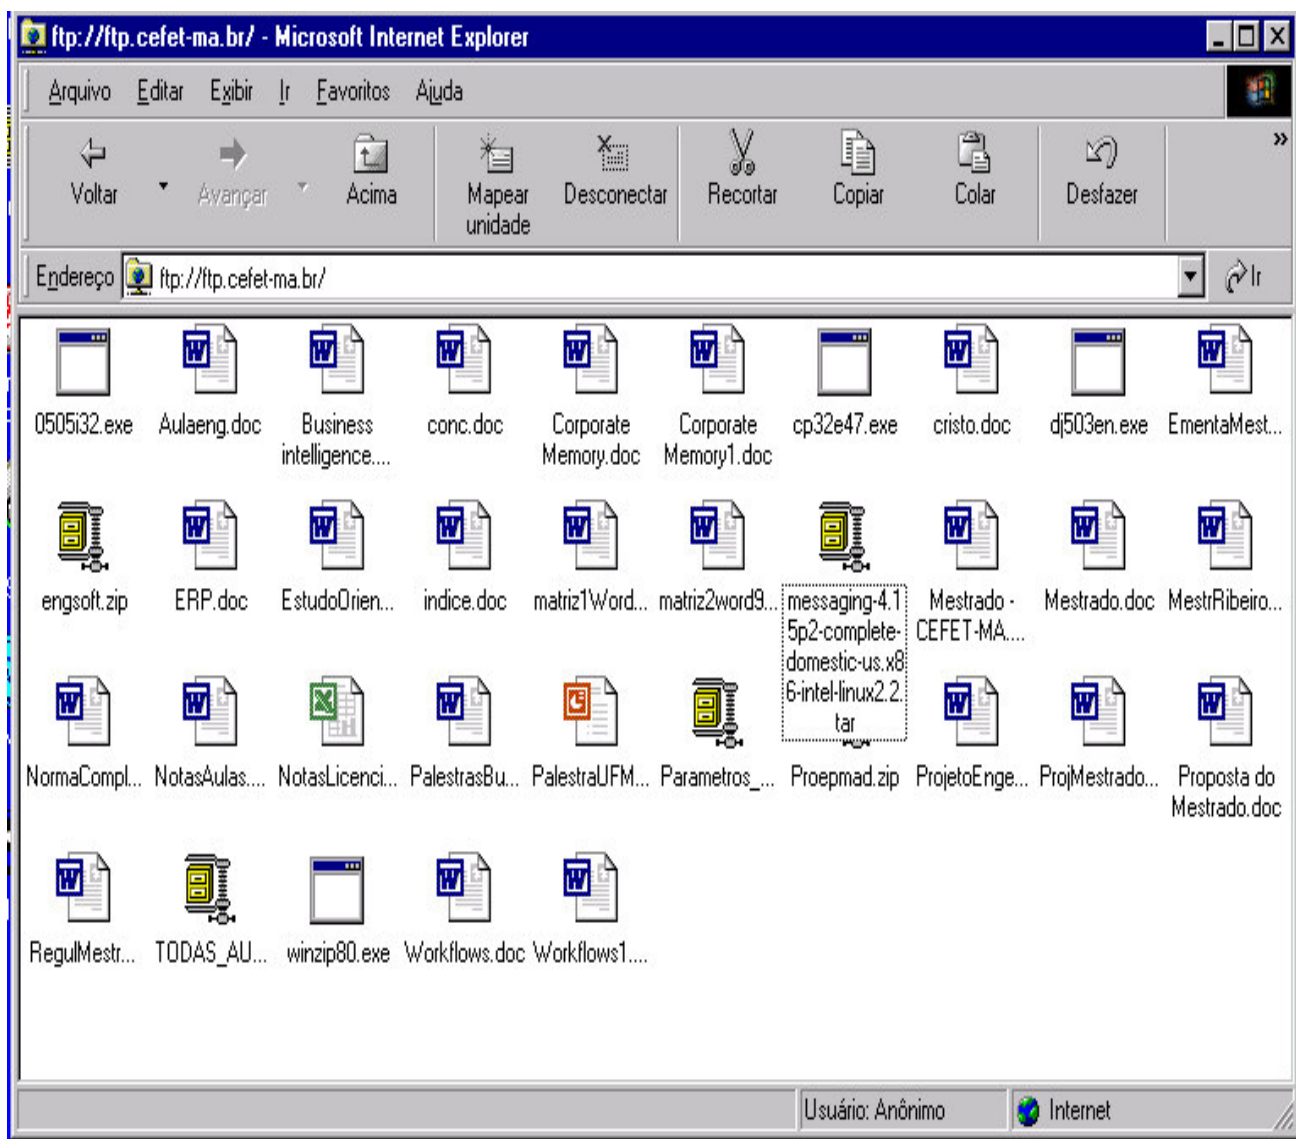 ftp://ftp.cefet-ma.br/ - Microsoft Internet Explorer
Arquivo Editar Exibir Ir Favoritos Ajuda
Voltar Avançar Acima Mapear unidade Desconectar Recortar Copiar Colar Desfazer »
Endereço ftp://ftp.cefet-ma.br/ Ir
0505i32.exe
Aulaeng.doc
Business
intelligence....
conc.doc
Corporate
Memory.doc
Corporate
Memory1.doc
cp32e47.exe
cristo.doc
dj503en.exe
EmentaMest...
engsoft.zip
ERP.doc
EstudoOrien...
indice.doc
matriz1Word...
matriz2word9...
messaging-4.1
5p2-complete-
domestic-us.x8
6-intel-linux2.2.
tar
Mestrado -
CEFET-MA....
Mestrado.doc
MestrRibeiro...
NormaCompl...
NotasAulas....
NotasLicenci...
PalestrasBu...
PalestraUFM...
Parametros_...
Proepmad.zip
ProjetoEnge...
ProjMestrado...
Proposta do
Mestrado.doc
RegulMestr...
TODAS_AU...
winzip80.exe
Workflows.doc
Workflows1....
Usuário: Anônimo Internet